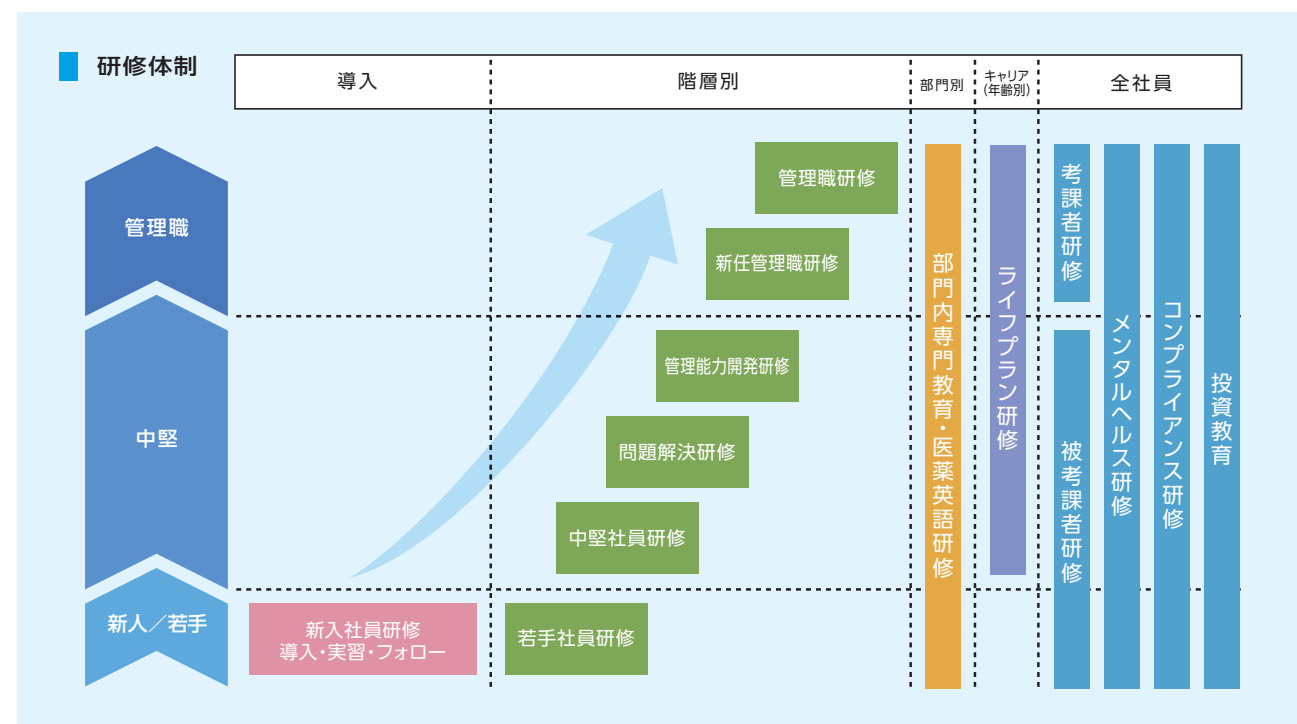 研修体制
導入
階層別
部門別
キャリア
(年齢別)
全社員
管理職
中堅
新人／若手
新入社員研修
導入・実習・フォロー
管理職研修
新任管理職研修
管理能力開発研修
問題解決研修
中堅社員研修
若手社員研修
部門内専門教育・医薬英語研修
ライフプラン研修
考課者研修
被考課者研修
メンタルヘルス研修
コンプライアンス研修
投資教育